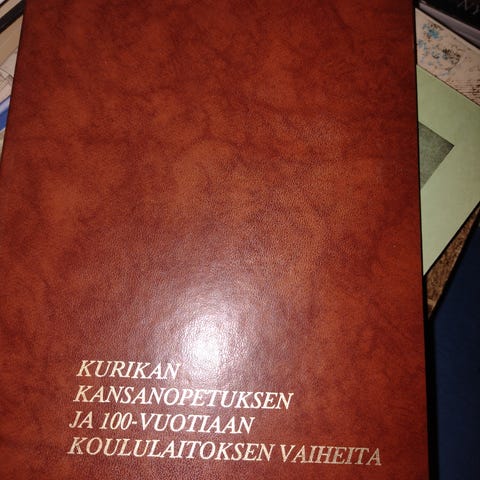 KURIKAN
KANSANOPETUKSEN
JA 100-VUOTIAAN
KOULULAITOKSEN VAIHEITA